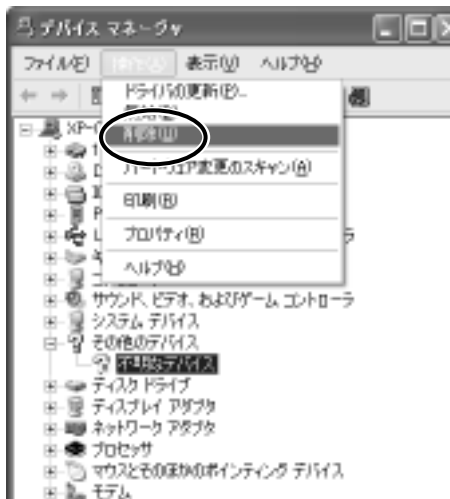 デバイス マネージャ
ファイル(F) 表示(V) ヘルプ(H)
ドライバの更新(P)...
削除(U)
ハードウェア変更のスキャン(A)
印刷(R)
プロパティ(R)
ヘルプ(H)
サウンド、ビデオ、およびゲーム コントローラ
システム デバイス
その他のデバイス
不明なデバイス
ディスク ドライブ
ディスプレイ アダプタ
ネットワーク アダプタ
プロセッサ
マウスとそのほかのポインティング デバイス
モデム